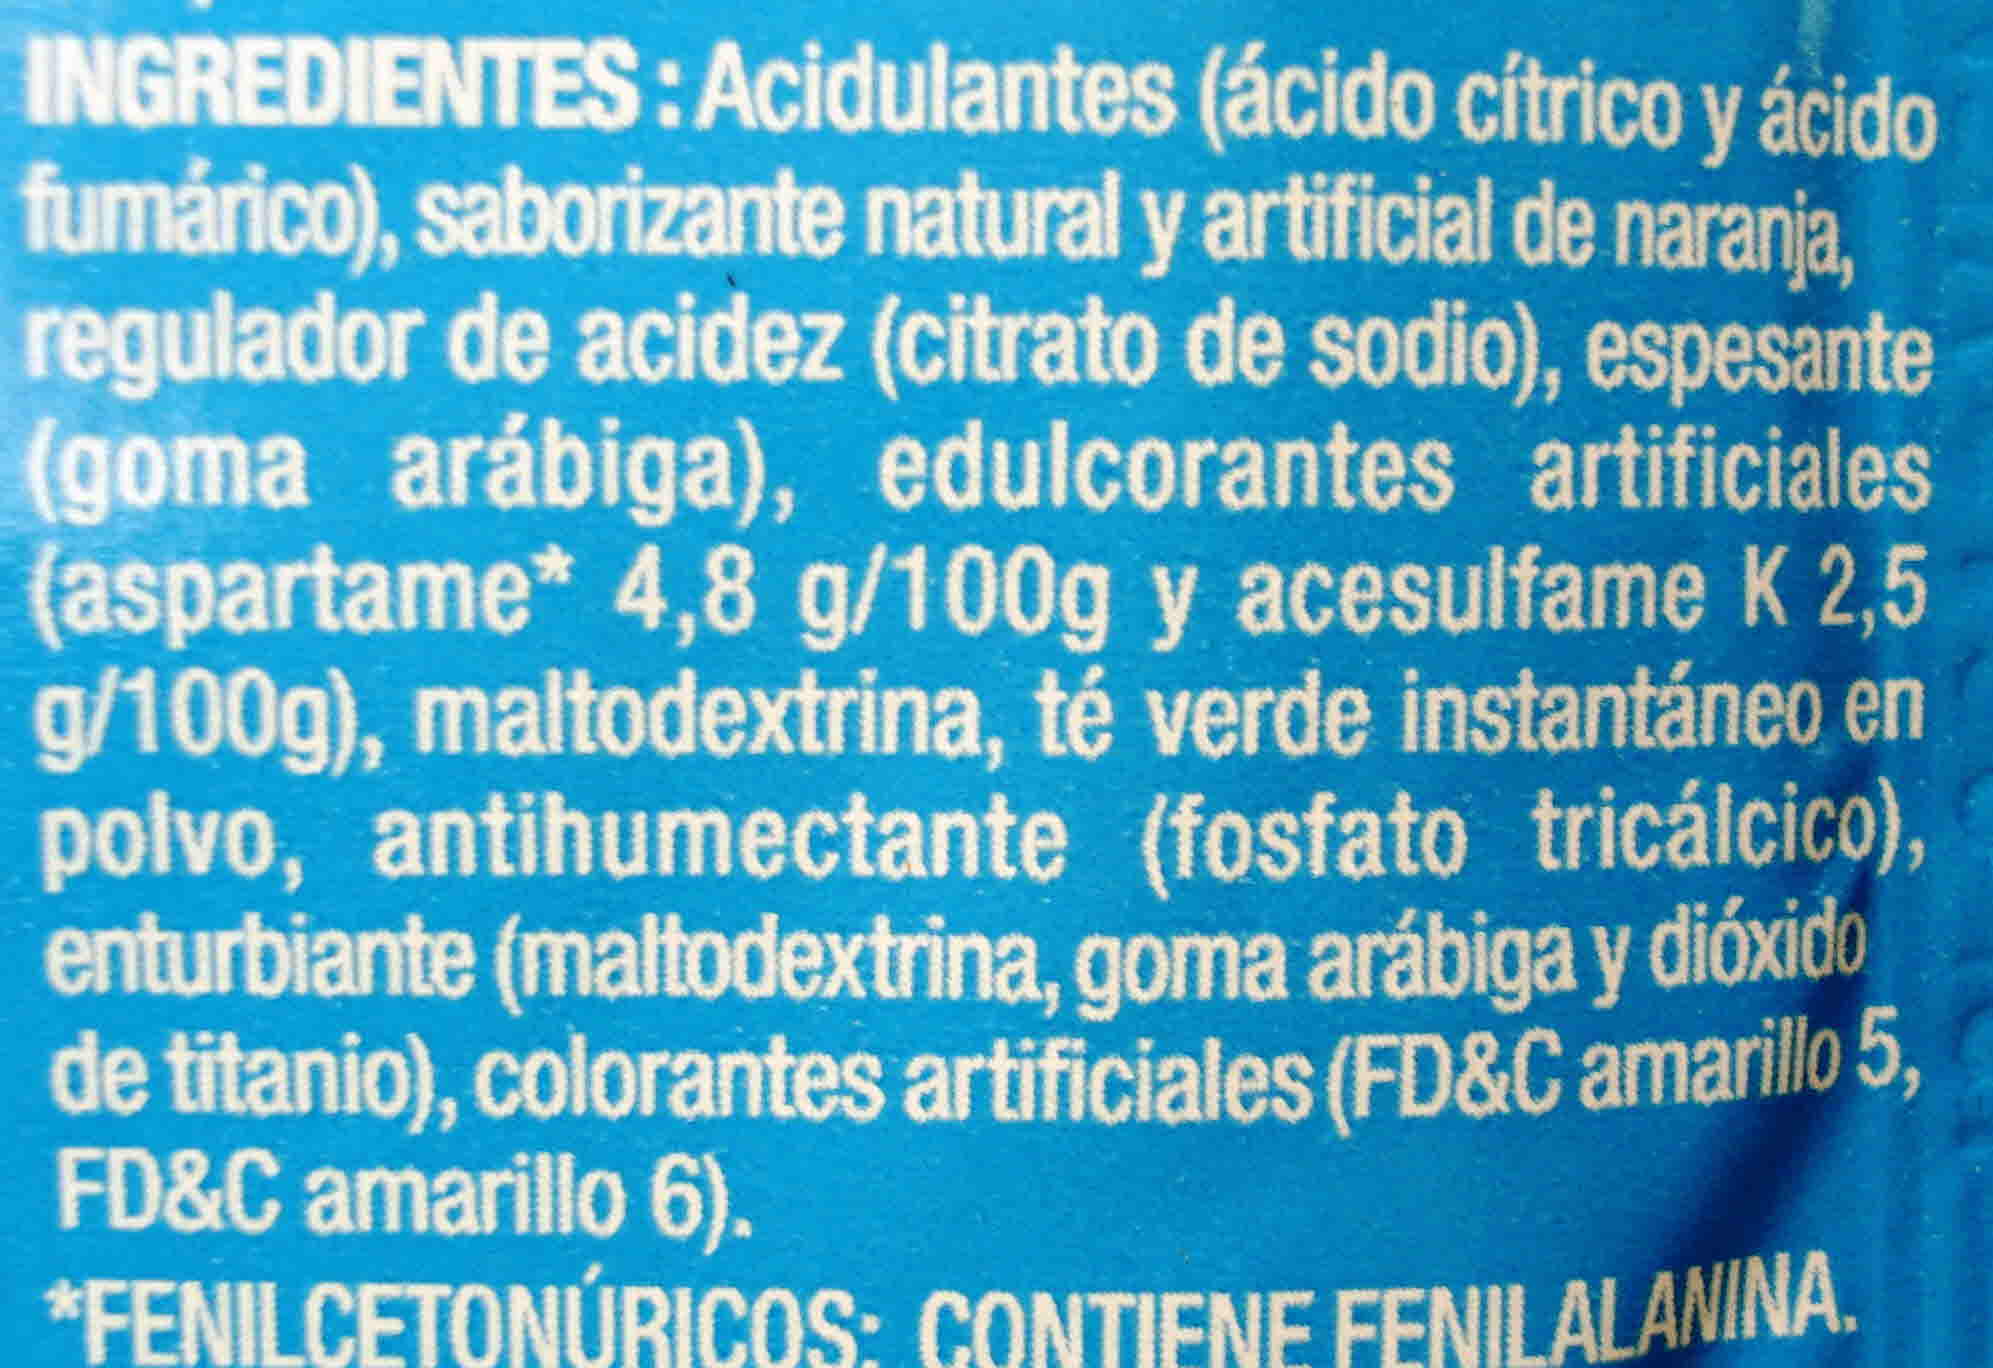 INGREDIENTES : Acidulantes (ácido cítrico y ácido
fumárico), saborizante natural y artificial de naranja,
regulador de acidez (citrato de sodio), espesante
(goma arábiga), edulcorantes artificiales
(aspartame* 4,8 g/100g y acesulfame K 2,5
g/100g), maltodextrina, té verde instantáneo en
polvo, antihumectante (fosfato tricálcico),
enturbiante (maltodextrina, goma arábiga y dióxido
de titanio), colorantes artificiales (FD&C amarillo 5,
FD&C amarillo 6).
*FENILCETONÚRICOS: CONTIENE FENILALANINA.